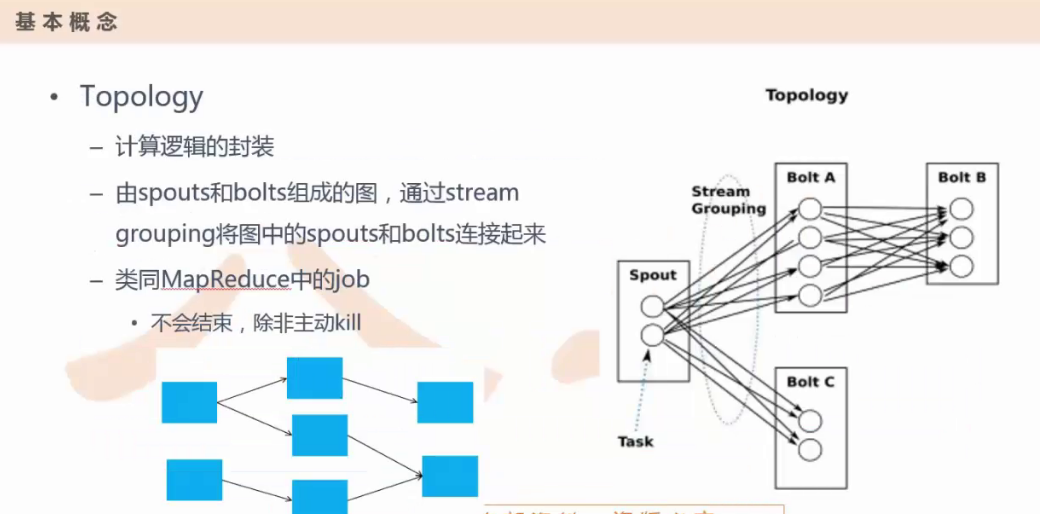 基本概念
• Topology
– 计算逻辑的封装
– 由spouts和bolts组成的图，通过stream
grouping将图中的spouts和bolts连接起来
– 类同MapReduce中的job
• 不会结束，除非主动kill
Topology
Stream
Grouping
Bolt A
Bolt B
Spout
Bolt C
Task